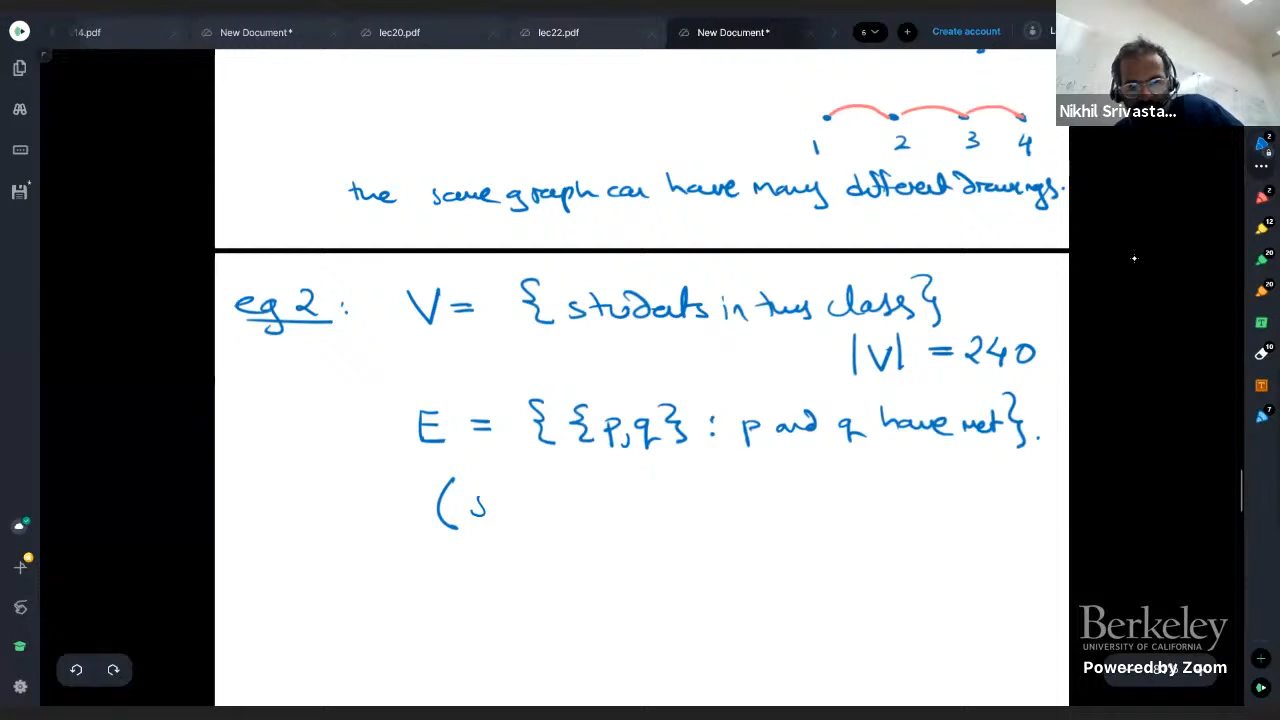 14.pdf
New Document*
lec20.pdf
lec22.pdf
New Document*
6
Create account
Nikhil Srivasta...
1 2 3 4
the same graph can have many different drawings.
eg 2: V = { students in this class }
|V| = 240
E = { {p,q} : p and q have met }.
( s
Berkeley
UNIVERSITY OF CALIFORNIA
Powered by Zoom